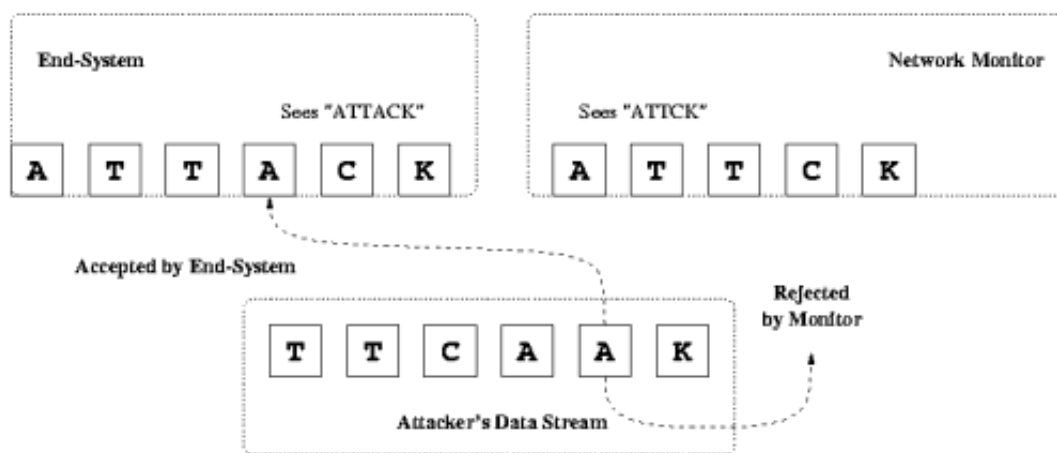 End-System
Network Monitor
Sees "ATTACK"
Sees "ATTCK"
A T T A C K
A T T C K
Accepted by End-System
Rejected
by Monitor
T T C A A K
Attacker's Data Stream